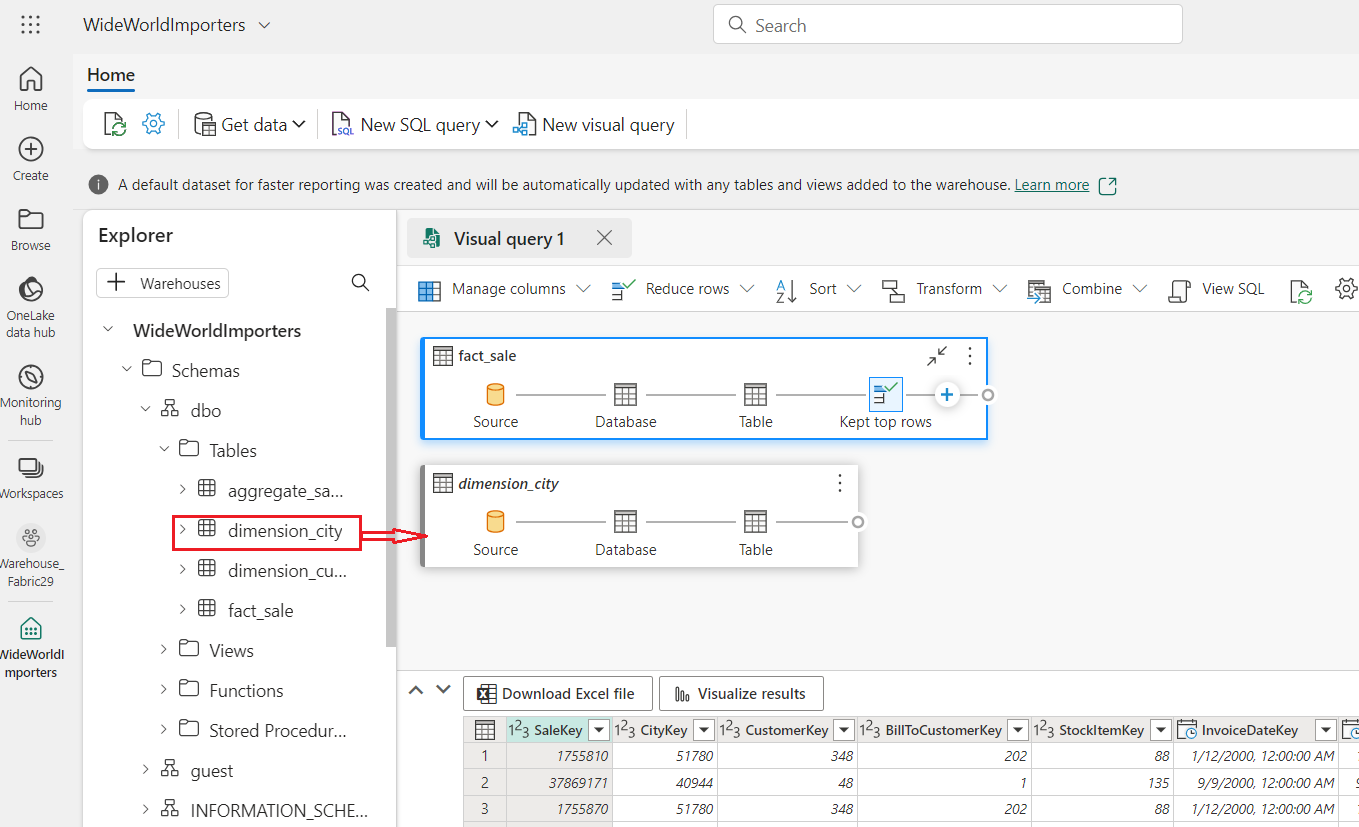 WideWorldImporters
Search
Home
Home
Get data
New SQL query
New visual query
Create
A default dataset for faster reporting was created and will be automatically updated with any tables and views added to the warehouse. Learn more
Browse
OneLake
data hub
Monitoring
hub
Workspaces
Warehouse_
Fabric29
WideWorldI
mporters
Explorer
Warehouses
WideWorldImporters
Schemas
dbo
Tables
aggregate_sa...
dimension_city
dimension_cu...
fact_sale
Views
Functions
Stored Procedur...
guest
INFORMATION_SCHE...
Visual query 1
Manage columns
Reduce rows
Sort
Transform
Combine
View SQL
fact_sale
Source
Database
Table
Kept top rows
dimension_city
Source
Database
Table
Download Excel file
Visualize results
SaleKey CityKey CustomerKey BillToCustomerKey StockItemKey InvoiceDateKey
1 1755810 51780 348 202 88 1/12/2000, 12:00:00 AM
2 37869171 40944 48 1 135 9/9/2000, 12:00:00 AM
3 1755870 51780 348 202 88 1/12/2000, 12:00:00 AM